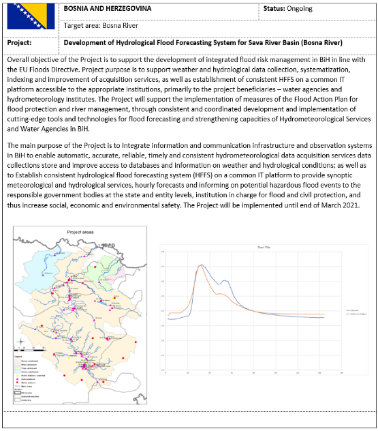 BOSNIA AND HERZEGOVINA
Status: Ongoing
Target area: Bosna River
Project: Development of Hydrological Flood Forecasting System for Sava River Basin (Bosna River)
Overall objective of the Project is to support the development of integrated flood risk management in BiH in line with
the EU Floods Directive. Project purpose is to support weather and hydrological data collection, systematization,
indexing and improvement of acquisition services, as well as establishment of consistent HFFS on a common IT
platform accessible to the appropriate institutions, primarily to the project beneficiaries – water agencies and
hydrometeorology institutes. The Project will support the implementation of measures of the Flood Action Plan for
flood protection and river management, through consistent and coordinated development and implementation of
cutting-edge tools and technologies for flood forecasting and strengthening capacities of Hydrometeorological Services
and Water Agencies in BiH.
The main purpose of the Project is to Integrate information and communication infrastructure and observation systems
in BiH to enable automatic, accurate, reliable, timely and consistent hydrometeorological data acquisition services data
collections store and improve access to databases and information on weather and hydrological conditions; as well as
to Establish consistent hydrological flood forecasting system (HFFS) on a common IT platform to provide synoptic
meteorological and hydrological services, hourly forecasts and informing on potential hazardous flood events to the
responsible government bodies at the state and entity levels, institution in charge for flood and civil protection, and
thus increase social, economic and environmental safety. The Project will be implemented until end of March 2021.
Project areas